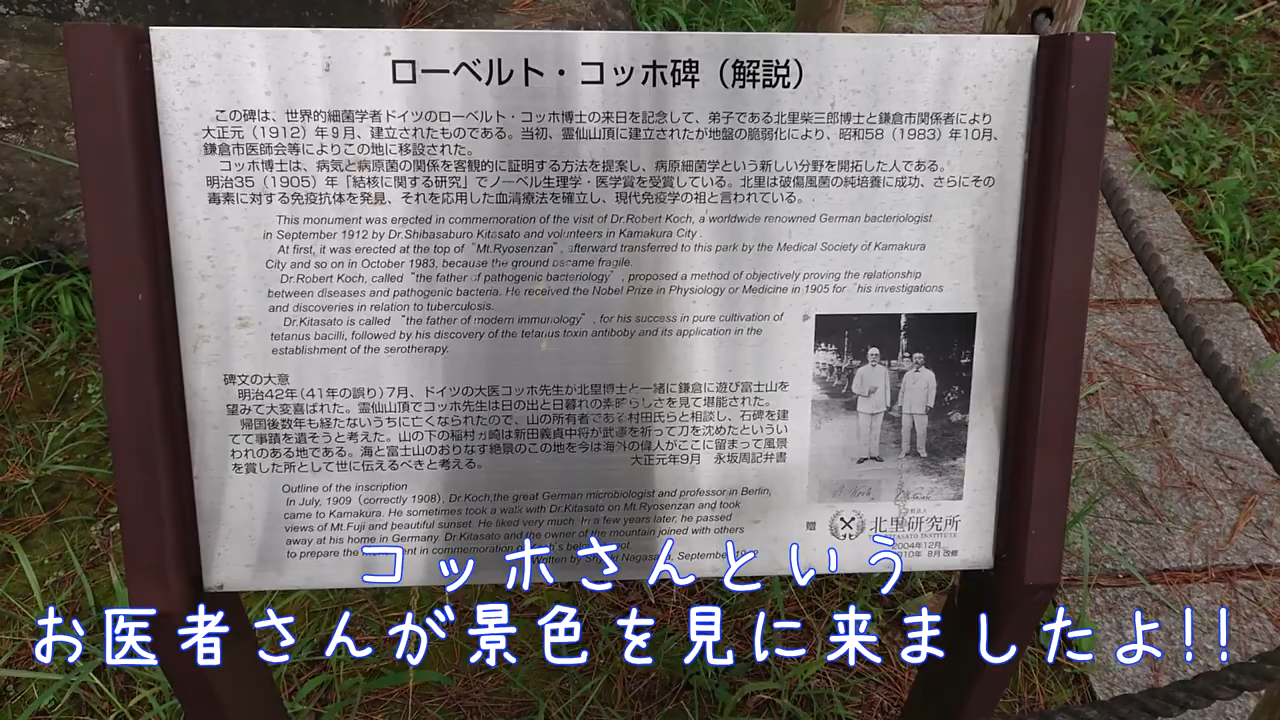 ローベルト・コッホ碑（解説）
この碑は、世界的細菌学者ドイツのローベルト・コッホ博士の来日を記念して、弟子である北里柴三郎博士と鎌倉市関係者により
大正元（1912）年9月、建立されたものである。当初、霊仙山頂に建立されたが地盤の脆弱化により、昭和58（1983）年10月、
鎌倉市医師会等によりこの地に移設された。
コッホ博士は、病気と病原菌の関係を客観的に証明する方法を提案し、病原細菌学という新しい分野を開拓した人である。
明治35（1905）年「結核に関する研究」でノーベル生理学・医学賞を受賞している。北里は破傷風菌の純培養に成功、さらにその
毒素に対する免疫抗体を発見、それを応用した血清療法を確立し、現代免疫学の祖と言われている。
This monument was erected in commemoration of the visit of Dr.Robert Koch, a worldwide renowned German bacteriologist
in September 1912 by Dr.Shibasaburo Kitasato and volunteers in Kamakura City .
At first, it was erected at the top of "Mt.Ryosenzan", afterward transferred to this park by the Medical Society of Kamakura
City and so on in October 1983, because the ground became fragile.
Dr.Robert Koch, called "the father of pathogenic bacteriology" , proposed a method of objectively proving the relationship
between diseases and pathogenic bacteria. He received the Nobel Prize in Physiology or Medicine in 1905 for "his investigations
and discoveries in relation to tuberculosis.
Dr.Kitasato is called "the father of modern immunology" , for his success in pure cultivation of
tetanus bacilli, followed by his discovery of the tetanus toxin antiboby and its application in the
establishment of the serotherapy.
碑文の大意
明治42年(41年の誤り)7月、ドイツの大医コッホ先生が北里博士と一緒に鎌倉に遊び富士山を
望みて大変喜ばれた。霊仙山頂でコッホ先生は日の出と日暮れの素晴らしさを見て堪能された。
帰国後数年も経たないうちに亡くなられたので、山の所有者である村田氏らと相談し、石碑を建
てて事蹟を遺そうと考えた。山の下の稲村ヶ崎は新田義貞中将が武運を祈って刀を沈めたといい
われのある地である。海と富士山のおりなす絶景のこの地を今は海外の偉人がここに留まって風景
を賞した所として世に伝えるべきと考える。
大正元年9月 永坂周記弁書
Outline of the inscription
In July, 1909 (correctly 1908), Dr.Koch,the great German microbiologist and professor in Berlin,
came to Kamakura. He sometimes took a walk with Dr.Kitasato on Mt.Ryosenzan and took
views of Mt.Fuji and beautiful sunset. He liked very much. In a few years later, he passed
away at his home in Germany. Dr.Kitasato and the owner of the mountain joined with others
to prepare the in commemoration
Written by Nagasa September
贈
北里研究所
KITASATO INSTITUTE
2004年12月
8月 改修
コッホさんという
お医者さんが景色を見に来ましたよ!!